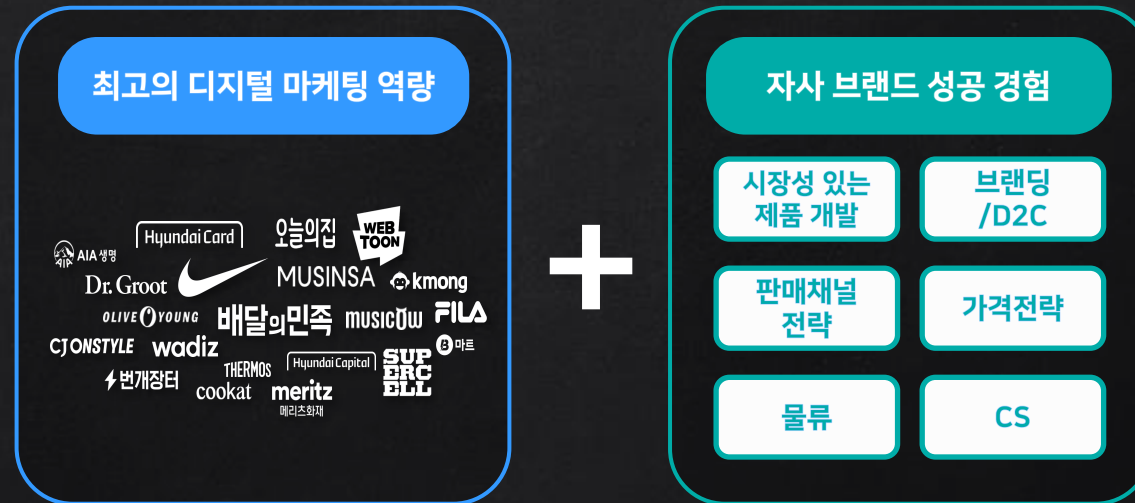 최고의 디지털 마케팅 역량
AIA 생명
Hyundai Card
오늘의집
WEB
TOON
Dr. Groot
MUSINSA
kmong
OLIVE YOUNG
배달의민족
MUSICOW
FILA
CJ ONSTYLE
wadiz
B 마트
번개장터
THERMOS
cookat
Hyundai Capital
meritz
메리츠화재
SUP
ERC
ELL
+
자사 브랜드 성공 경험
시장성 있는
제품 개발
브랜딩
/D2C
판매채널
전략
가격전략
물류
CS